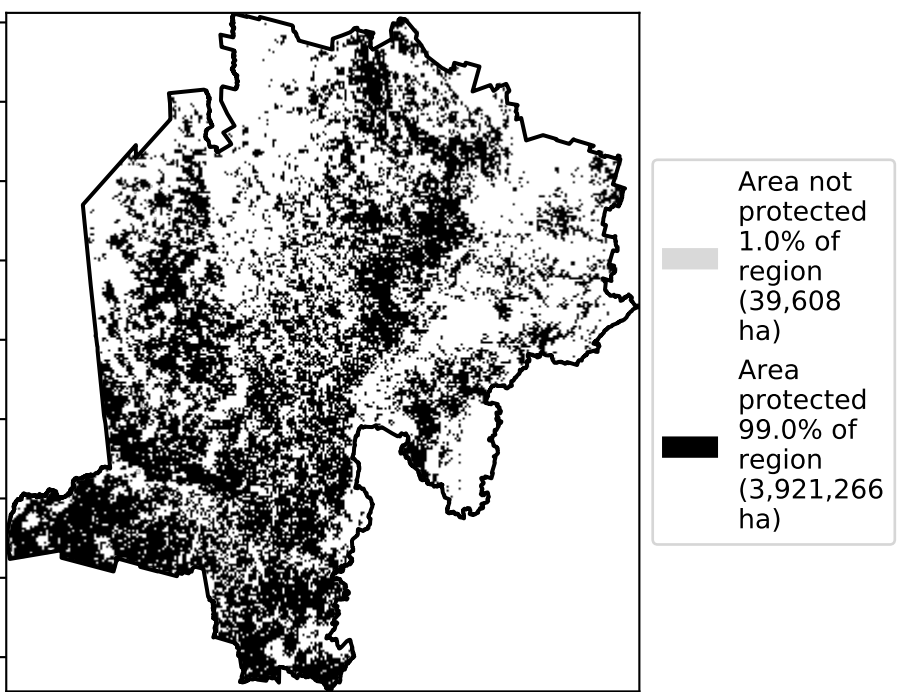 Area not
protected
1.0% of
region
(39,608
ha)
Area
protected
99.0% of
region
(3,921,266
ha)